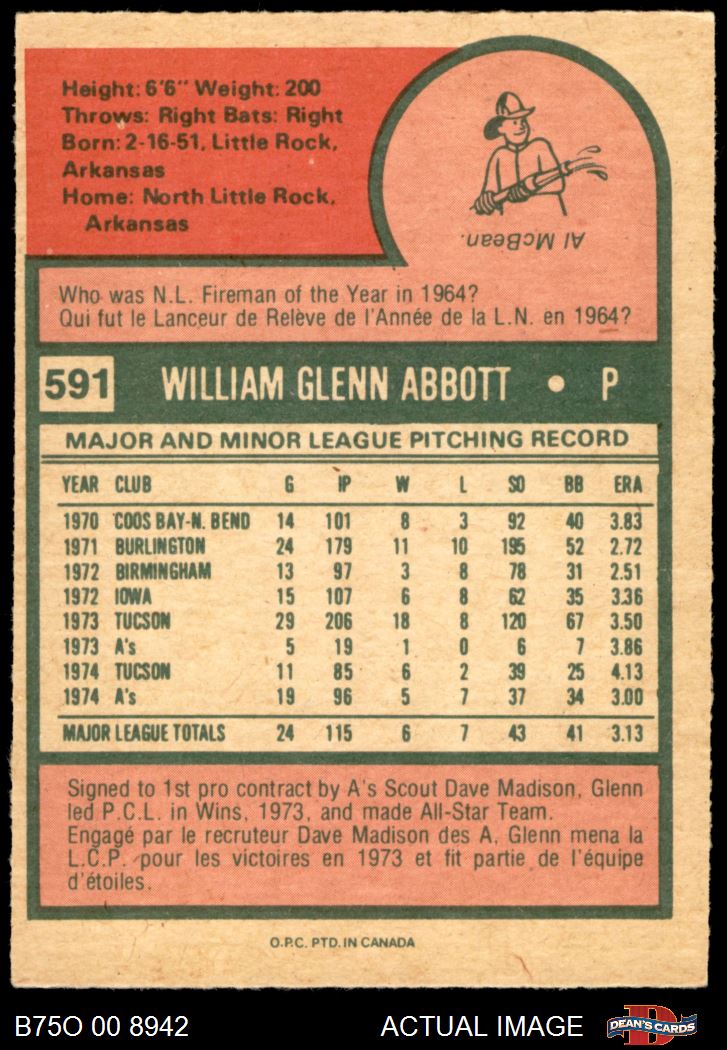 Height: 6'6" Weight: 200
Throws: Right Bats: Right
Born: 2-16-51, Little Rock,
Arkansas
Home: North Little Rock,
Arkansas
Al McBean.
Who was N.L. Fireman of the Year in 1964?
Qui fut le Lanceur de Relève de l'Année de la L.N. en 1964?
591 WILLIAM GLENN ABBOTT • P
MAJOR AND MINOR LEAGUE PITCHING RECORD
YEAR CLUB G IP W L SO BB ERA
1970 COOS BAY-N. BEND 14 101 8 3 92 40 3.83
1971 BURLINGTON 24 179 11 10 195 52 2.72
1972 BIRMINGHAM 13 97 3 8 78 31 2.51
1972 IOWA 15 107 6 8 62 35 3.36
1973 TUCSON 29 206 18 8 120 67 3.50
1973 A's 5 19 1 0 6 7 3.86
1974 TUCSON 11 85 6 2 39 25 4.13
1974 A's 19 96 5 7 37 34 3.00
MAJOR LEAGUE TOTALS 24 115 6 7 43 41 3.13
Signed to 1st pro contract by A's Scout Dave Madison, Glenn
led P.C.L. in Wins, 1973, and made All-Star Team.
Engagé par le recruteur Dave Madison des A, Glenn mena la
L.C.P. pour les victoires en 1973 et fit partie de l'équipe
d'étoiles.
O.P.C. PTD. IN CANADA
B75O 00 8942 ACTUAL IMAGE D DEAN'S CARDS